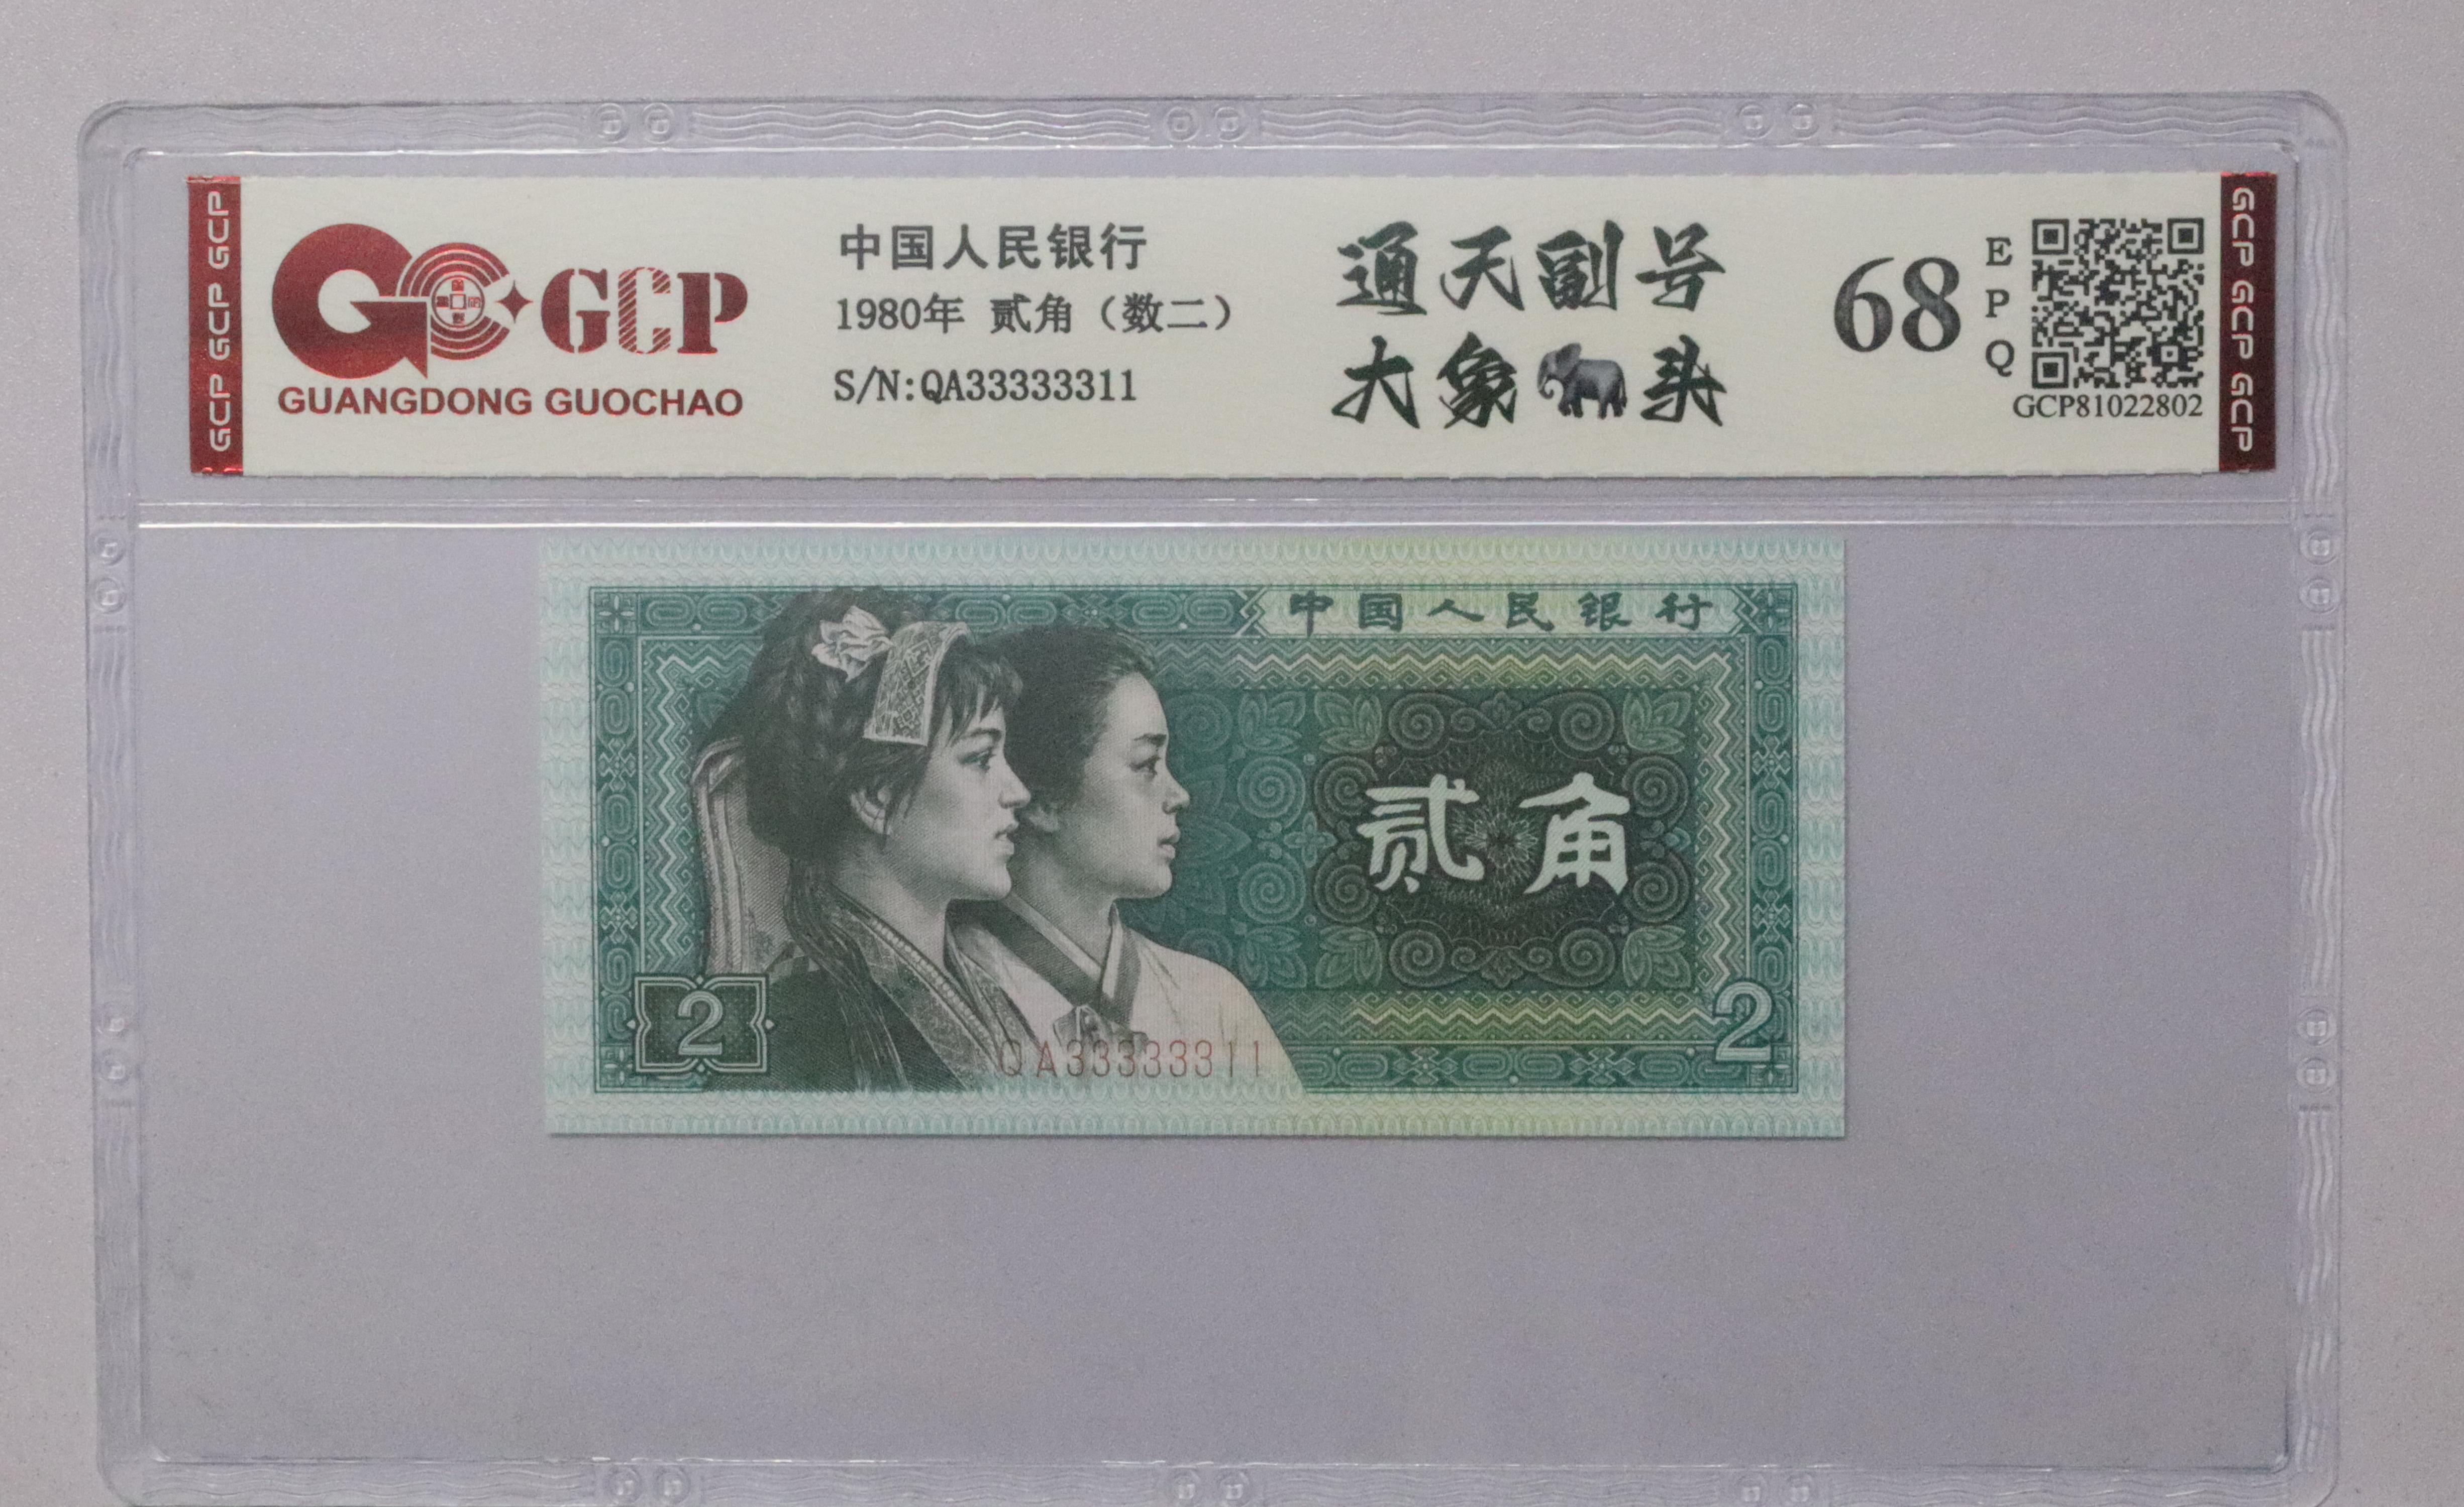 GCP GCP GCP
GCP
GUANGDONG GUOCHAO
中国人民银行
1980年 贰角（数二）
S/N:QA33333311
通天副号
大象🐘头
68
E
P
Q
GCP81022802
GCP GCP GCP
中国人民银行
贰角
2
2
QA33333311